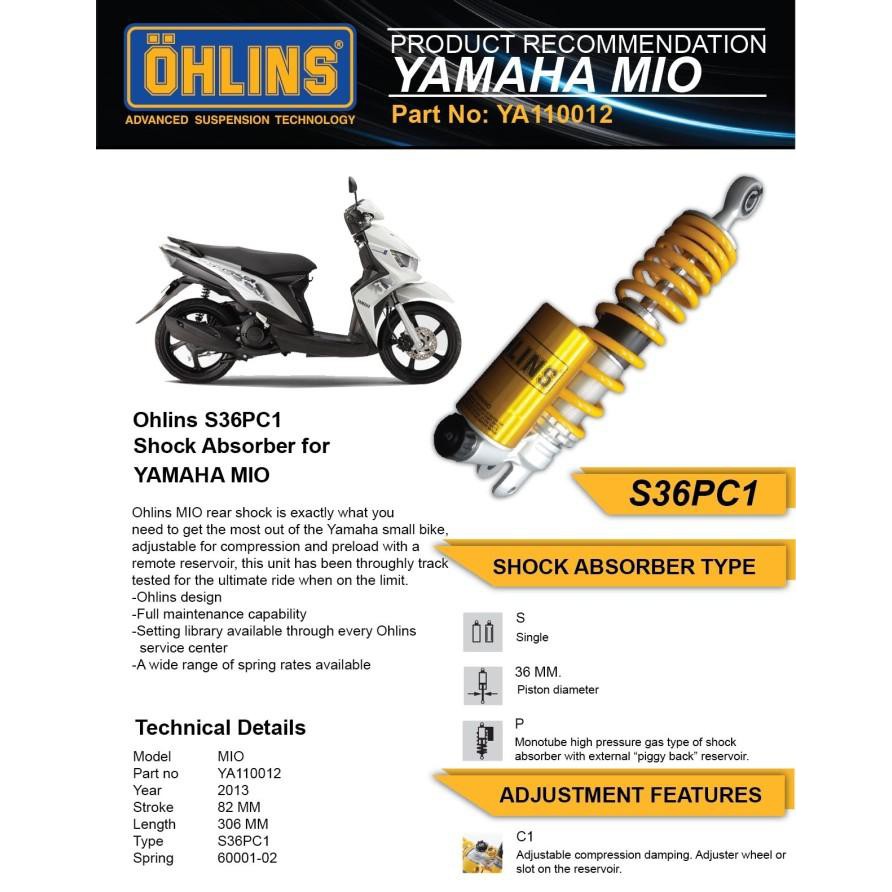 ÖHLINS®
ADVANCED SUSPENSION TECHNOLOGY
PRODUCT RECOMMENDATION
YAMAHA MIO
Part No: YA110012
Ohlins S36PC1
Shock Absorber for
YAMAHA MIO
Ohlins MIO rear shock is exactly what you
need to get the most out of the Yamaha small bike,
adjustable for compression and preload with a
remote reservoir, this unit has been throughly track
tested for the ultimate ride when on the limit.
-Ohlins design
-Full maintenance capability
-Setting library available through every Ohlins
service center
-A wide range of spring rates available
Technical Details
Model MIO
Part no YA110012
Year 2013
Stroke 82 MM
Length 306 MM
Type S36PC1
Spring 60001-02
S36PC1
SHOCK ABSORBER TYPE
S
Single
36 MM.
Piston diameter
P
Monotube high pressure gas type of shock
absorber with external “piggy back” reservoir.
ADJUSTMENT FEATURES
C1
Adjustable compression damping. Adjuster wheel or
slot on the reservoir.